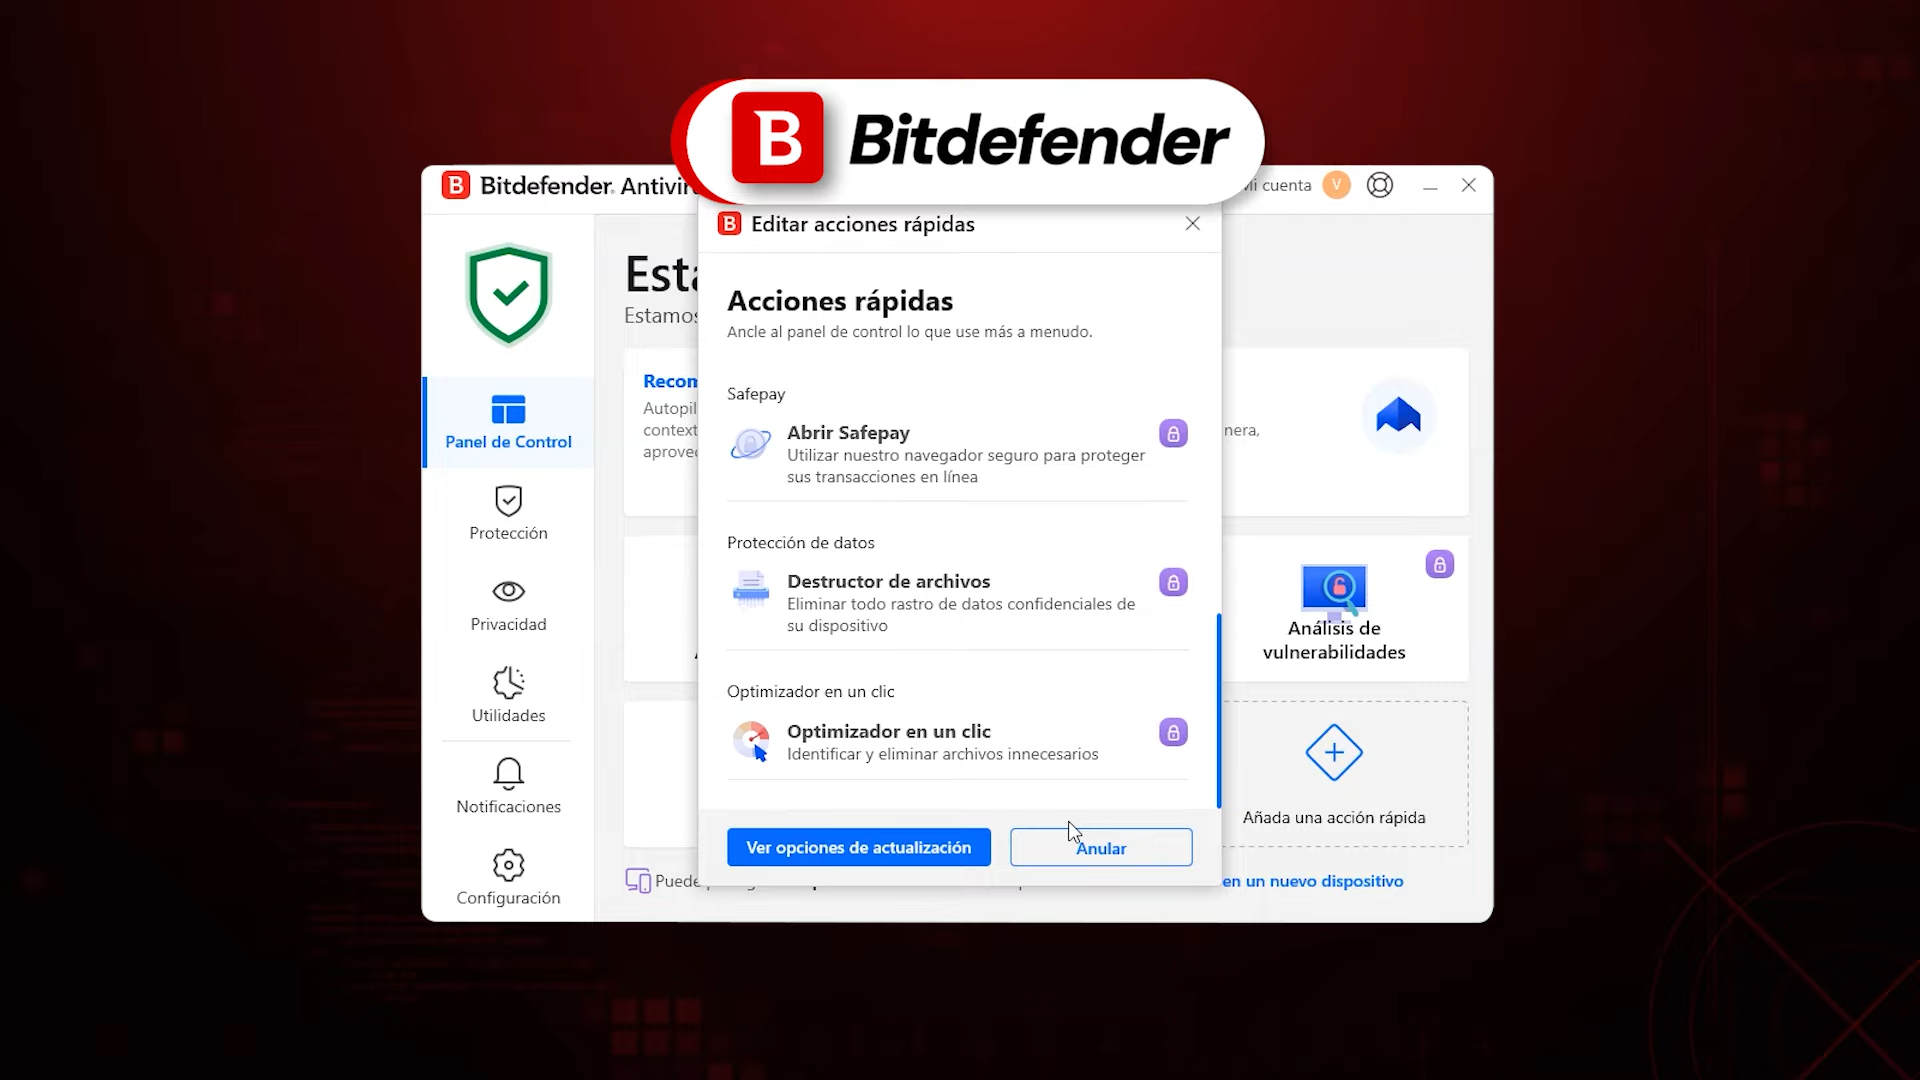 B Bitdefender
B Bitdefender Antivir
Mi cuenta V
B Editar acciones rápidas
Acciones rápidas
Ancle al panel de control lo que use más a menudo.
Safepay
Abrir Safepay
Utilizar nuestro navegador seguro para proteger
sus transacciones en línea
Protección de datos
Destructor de archivos
Eliminar todo rastro de datos confidenciales de
su dispositivo
Optimizador en un clic
Optimizador en un clic
Identificar y eliminar archivos innecesarios
Ver opciones de actualización
Anular
Panel de Control
Protección
Privacidad
Utilidades
Notificaciones
Configuración
Estamos
Autopil
context
nera,
Análisis de
vulnerabilidades
Añada una acción rápida
Puede
en un nuevo dispositivo